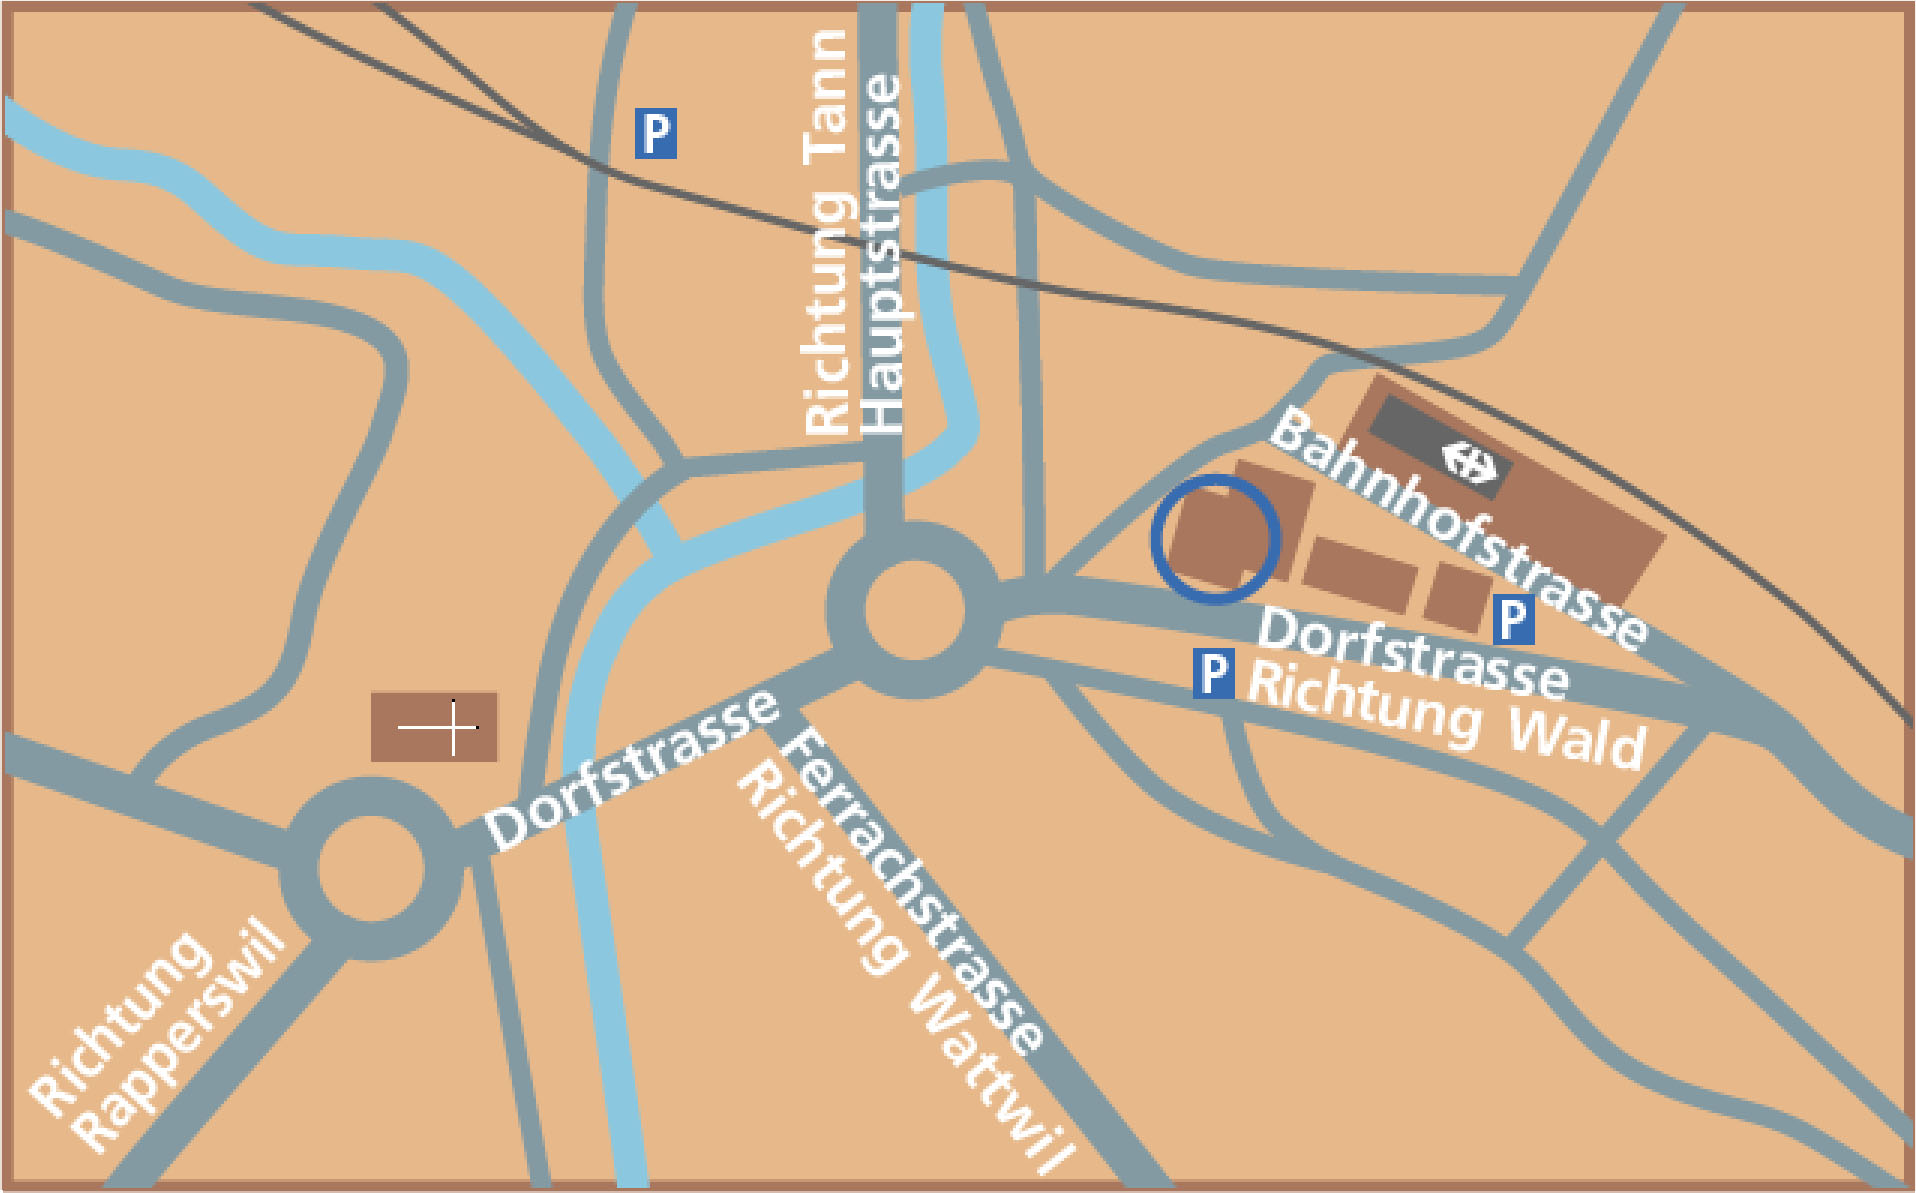 P
Richtung Tann
Hauptstrasse
Bahnhofstrasse
P
Dorfstrasse
P
Richtung Wald
Dorfstrasse
Ferrachstrasse
Richtung Wattwil
Richtung
Rapperswil